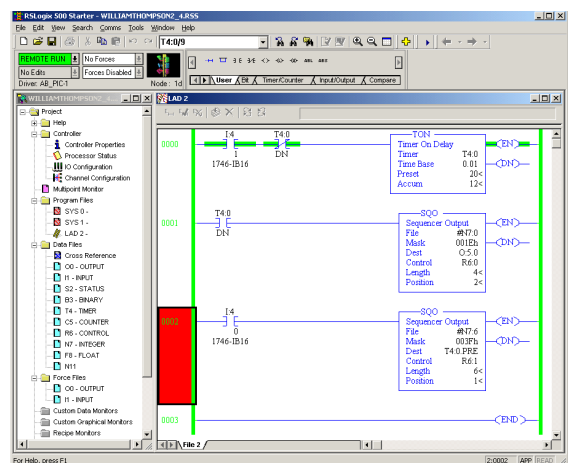 RSLogix 500 Starter - WILLIAMTHOMPSON2_4.RSS
File Edit View Search Comms Tools Window Help
T4:0/9
REMOTE RUN No Forces
No Edits Forces Disabled
Driver: AB_PIC-1 Node: 1d
ABL ABS
User Bit Timer/Counter Input/Output Compare
WILLIAMTHOMPSON2_4...
Project
Help
Controller
Controller Properties
Processor Status
IO Configuration
Channel Configuration
Multipoint Monitor
Program Files
SYS 0 -
SYS 1 -
LAD 2 -
Data Files
Cross Reference
O0 - OUTPUT
I1 - INPUT
S2 - STATUS
B3 - BINARY
T4 - TIMER
C5 - COUNTER
R6 - CONTROL
N7 - INTEGER
F8 - FLOAT
N11
Force Files
O0 - OUTPUT
I1 - INPUT
Custom Data Monitors
Custom Graphical Monitors
Recipe Monitors
LAD 2
0000
I:4
1
1746-IB16
T4:0
DN
TON
Timer On Delay
Timer T4:0
Time Base 0.01
Preset 20<
Accum 12<
EN
DN
0001
T4:0
DN
SQO
Sequencer Output
File #N7:0
Mask 001Eh
Dest O:5.0
Control R6:0
Length 4<
Position 2<
EN
DN
0002
I:4
0
1746-IB16
SQO
Sequencer Output
File #N7:6
Mask 003Fh
Dest T4:0.PRE
Control R6:1
Length 6<
Position 1<
EN
DN
0003
END
File 2
For Help, press F1
2:0002 APP READ